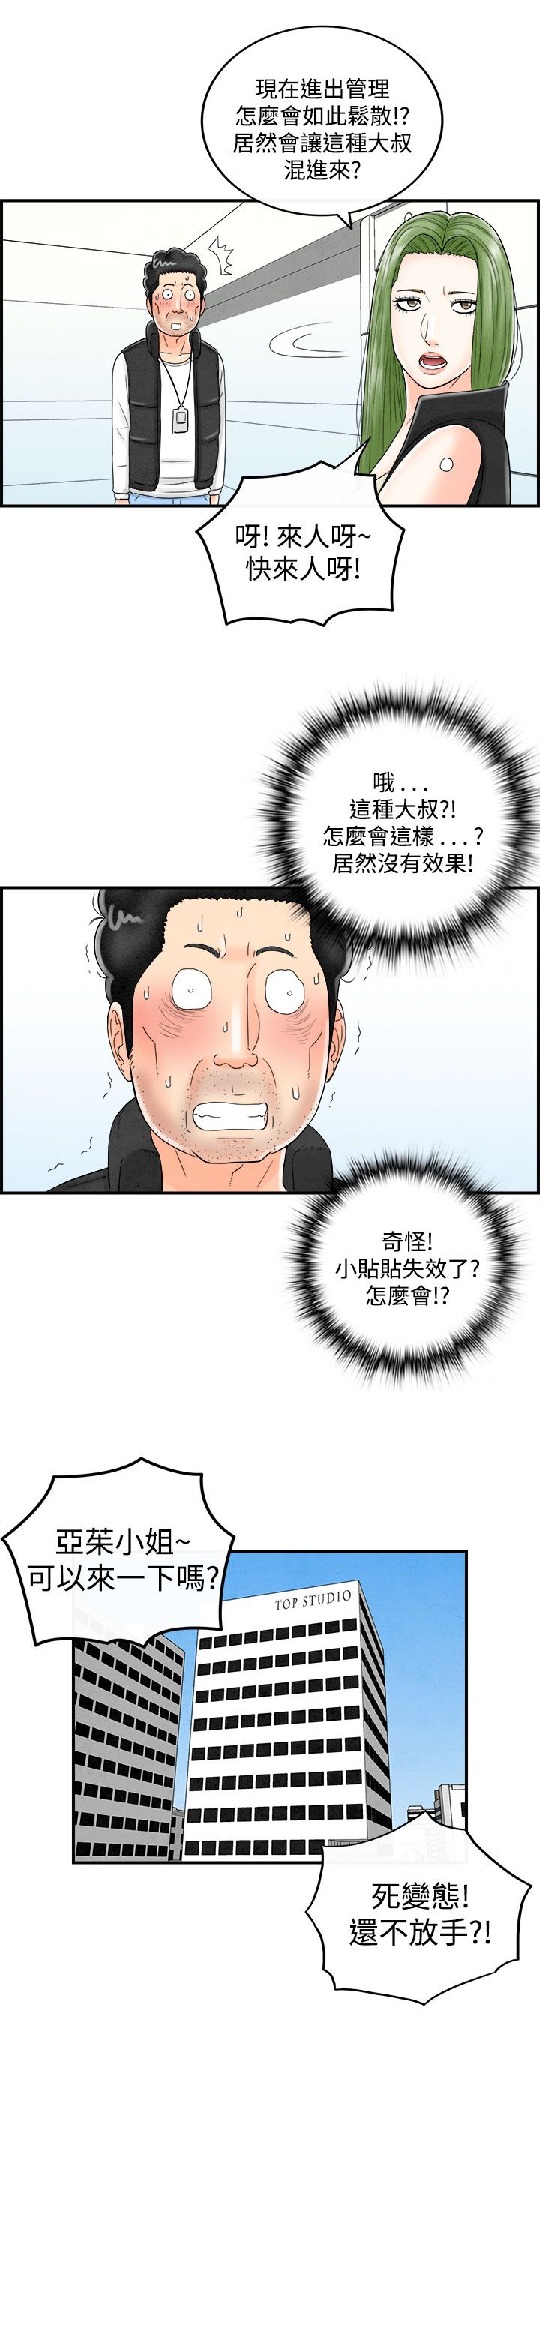 現在進出管理
怎麼會如此鬆散!?
居然會讓這種大叔
混進來?
呀! 來人呀~
快來人呀!
哦...
這種大叔?!
怎麼會這樣...?
居然沒有效果!
奇怪!
小貼貼失效了?
怎麼會!?
亞茱小姐~
可以來一下嗎?
TOP STUDIO
死變態!
還不放手?!